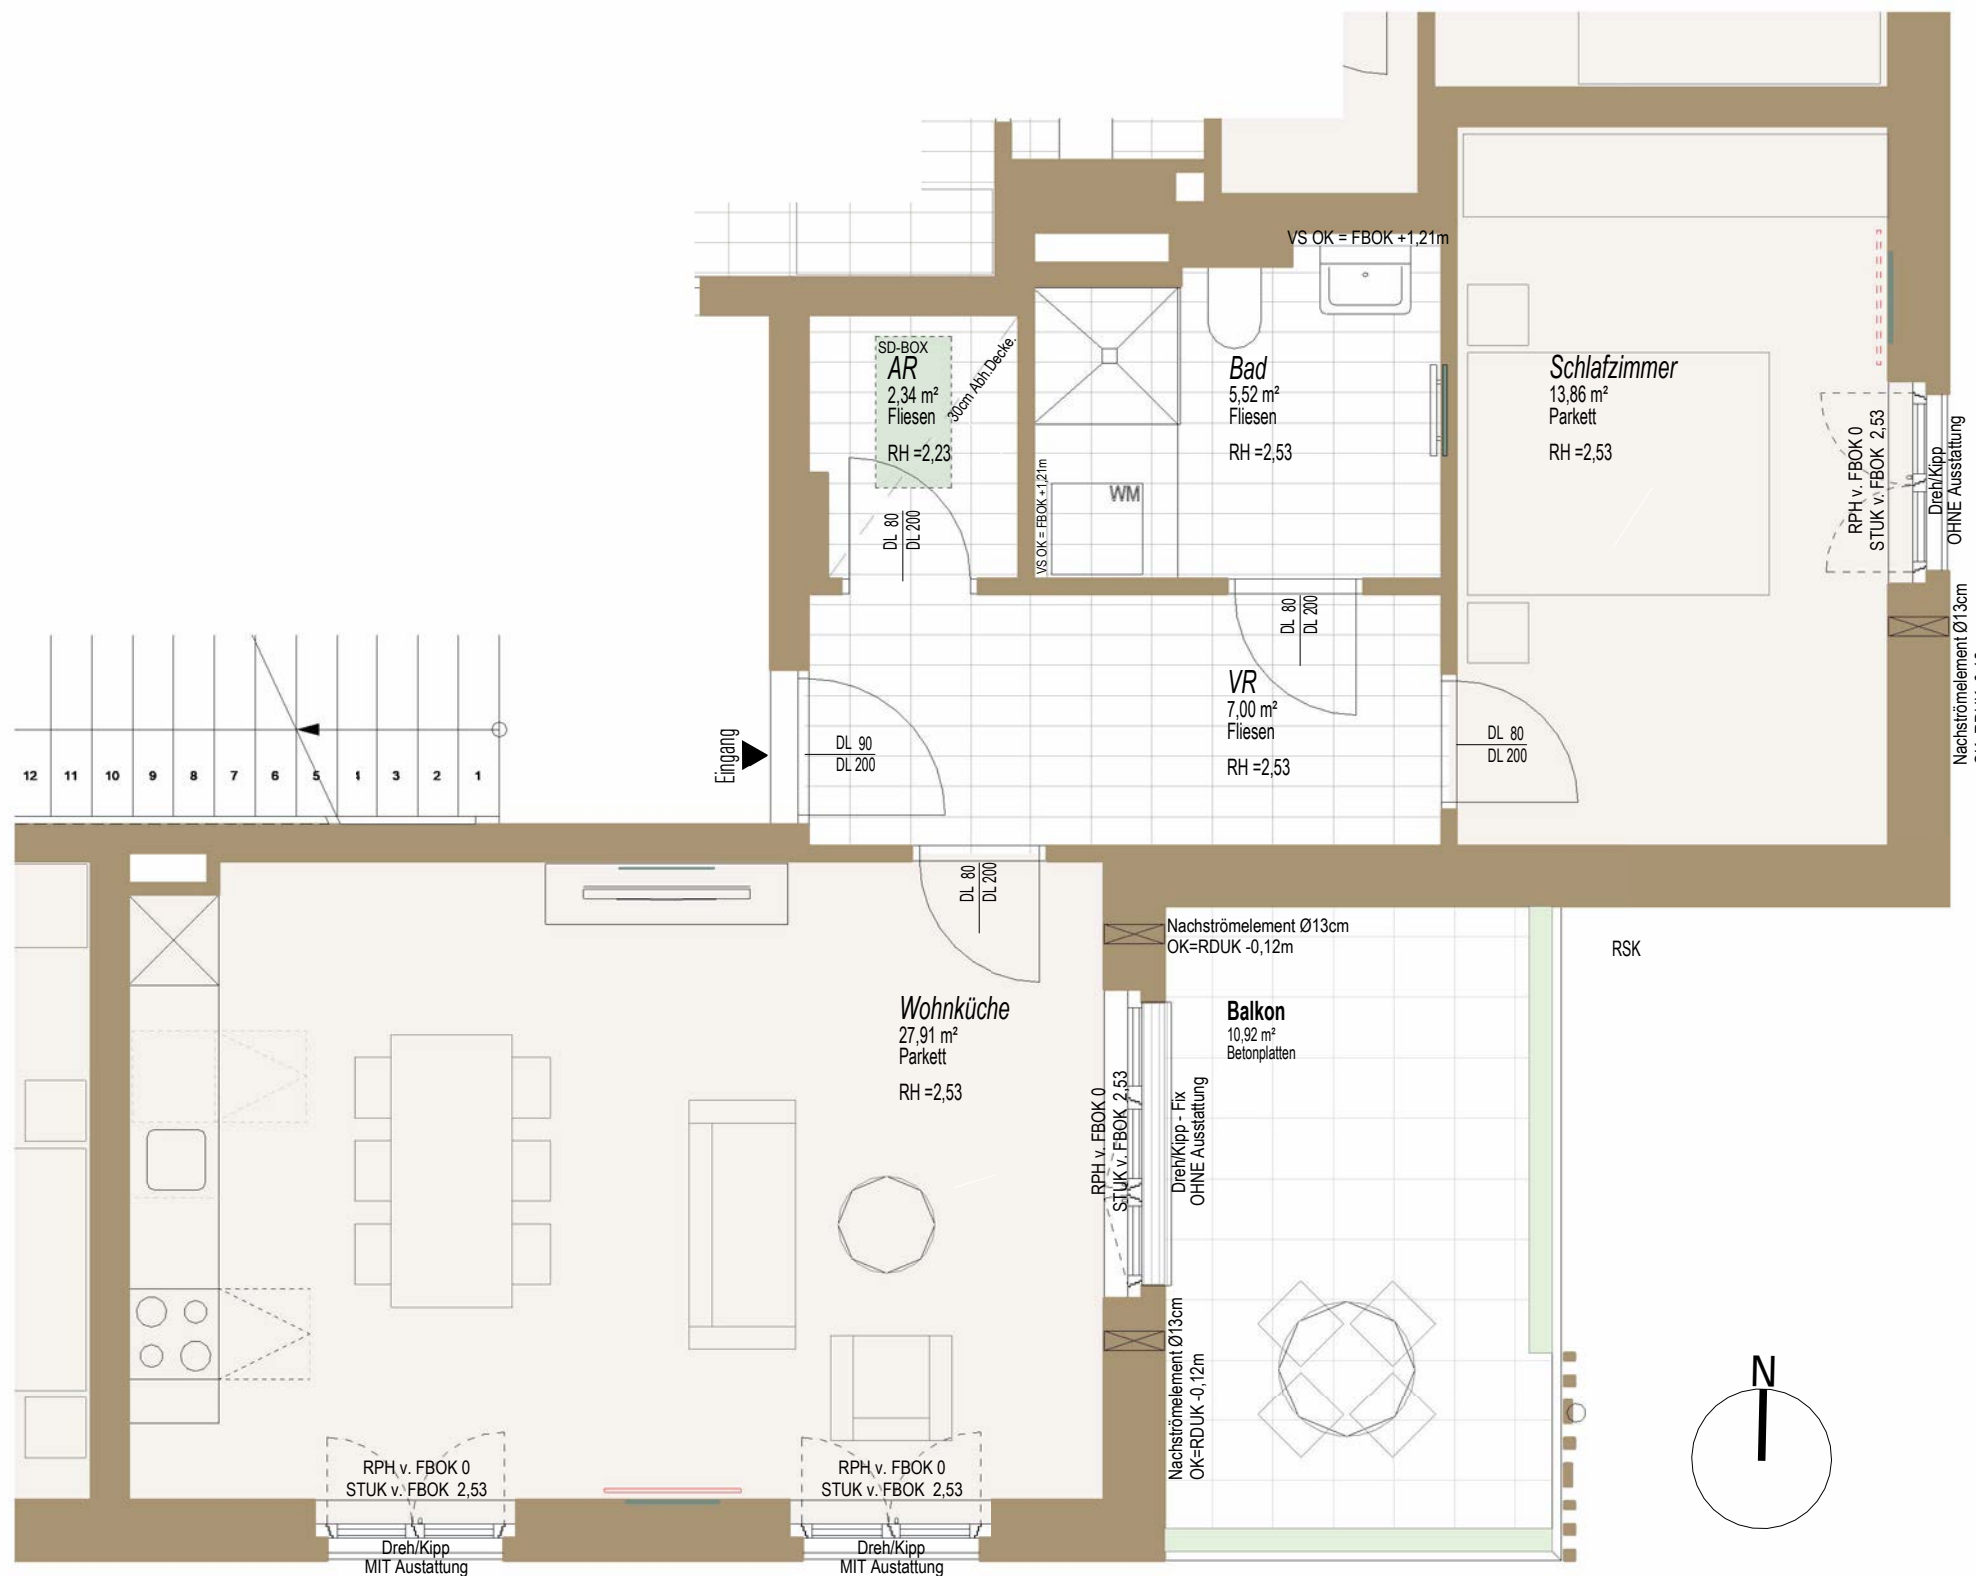 VS OK = FBOK +1,21m
SD-BOX
AR
2,34 m²
Fliesen
RH =2,23
30cm Abh.Decke.
DL 80
DL 200
VS OK = FBOK +1,21m
WM
Bad
5,52 m²
Fliesen
RH =2,53
DL 80
DL 200
Schlafzimmer
13,86 m²
Parkett
RH =2,53
RPH v. FBOK 0
STUK v. FBOK 2,53
Dreh/Kipp
OHNE Ausstattung
Nachströmelement Ø13cm
VR
7,00 m²
Fliesen
RH =2,53
Eingang
DL 90
DL 200
DL 80
DL 200
12 11 10 9 8 7 6 5 4 3 2 1
DL 80
DL 200
Wohnküche
27,91 m²
Parkett
RH =2,53
Nachströmelement Ø13cm
OK=RDUK -0,12m
RSK
Balkon
10,92 m²
Betonplatten
RPH v. FBOK 0
STUK v. FBOK 2,53
Dreh/Kipp - Fix
OHNE Ausstattung
Nachströmelement Ø13cm
OK=RDUK -0,12m
N
RPH v. FBOK 0
STUK v. FBOK 2,53
Dreh/Kipp
MIT Austattung
RPH v. FBOK 0
STUK v. FBOK 2,53
Dreh/Kipp
MIT Austattung